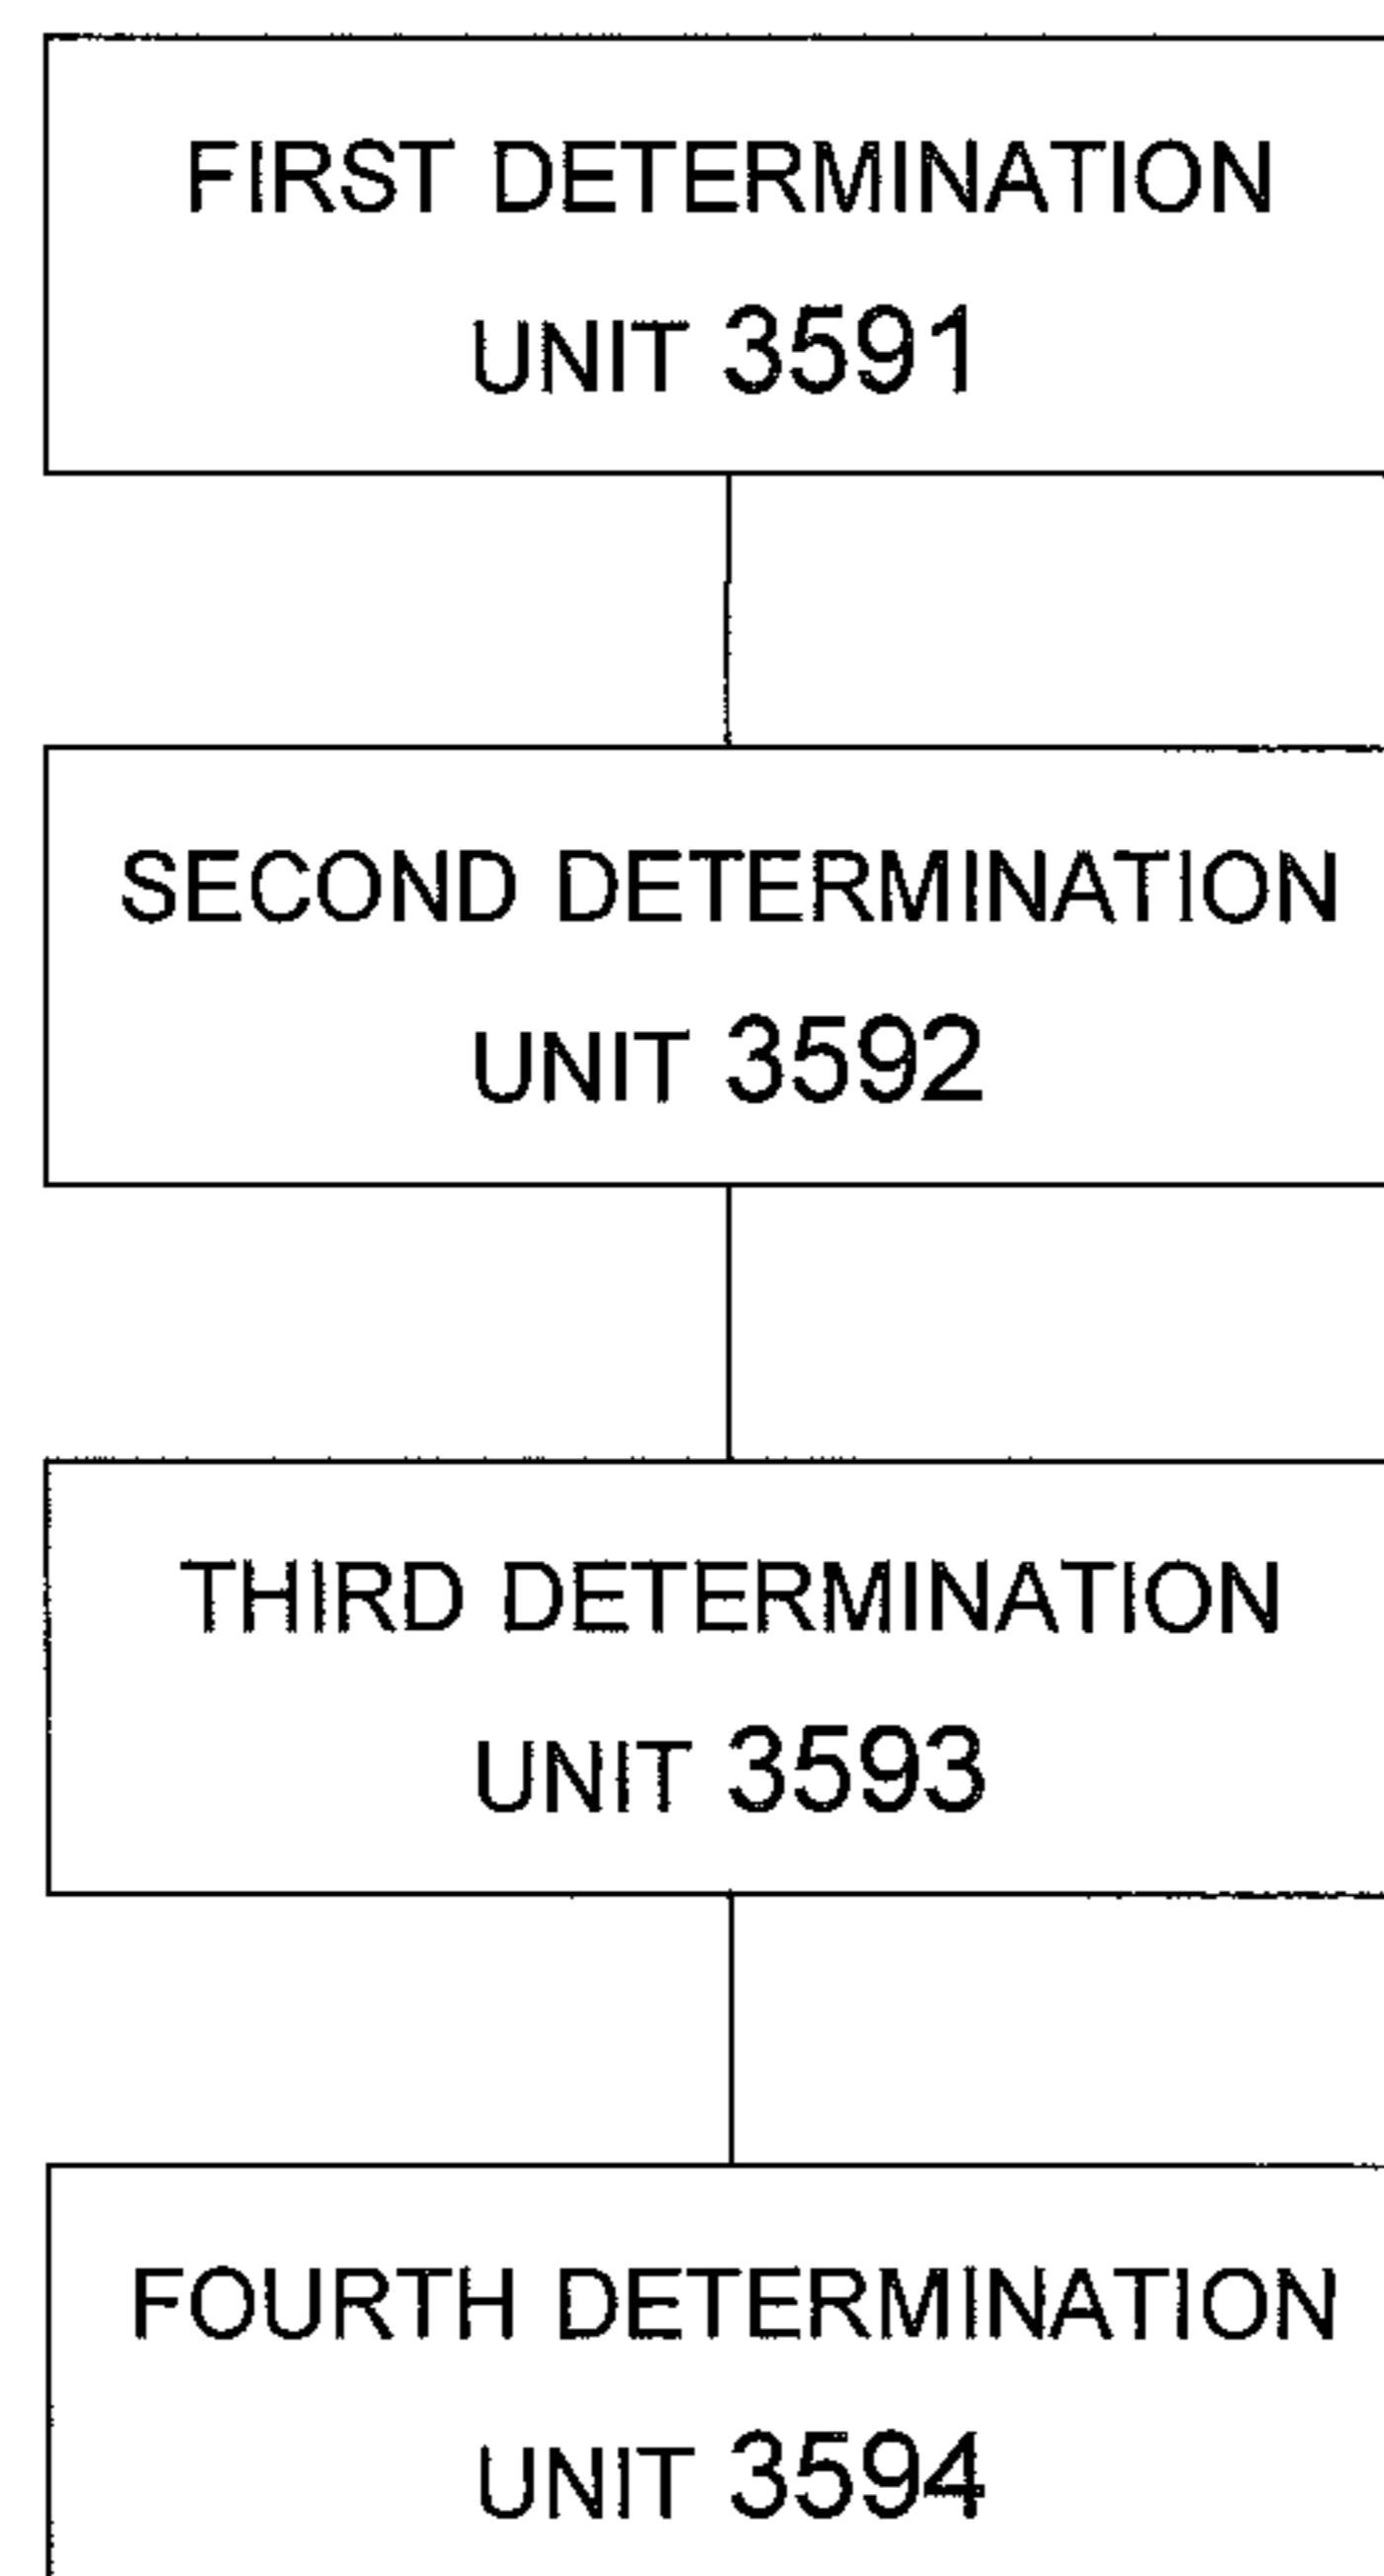 FIRST DETERMINATION
UNIT 3591
SECOND DETERMINATION
UNIT 3592
THIRD DETERMINATION
UNIT 3593
FOURTH DETERMINATION
UNIT 3594